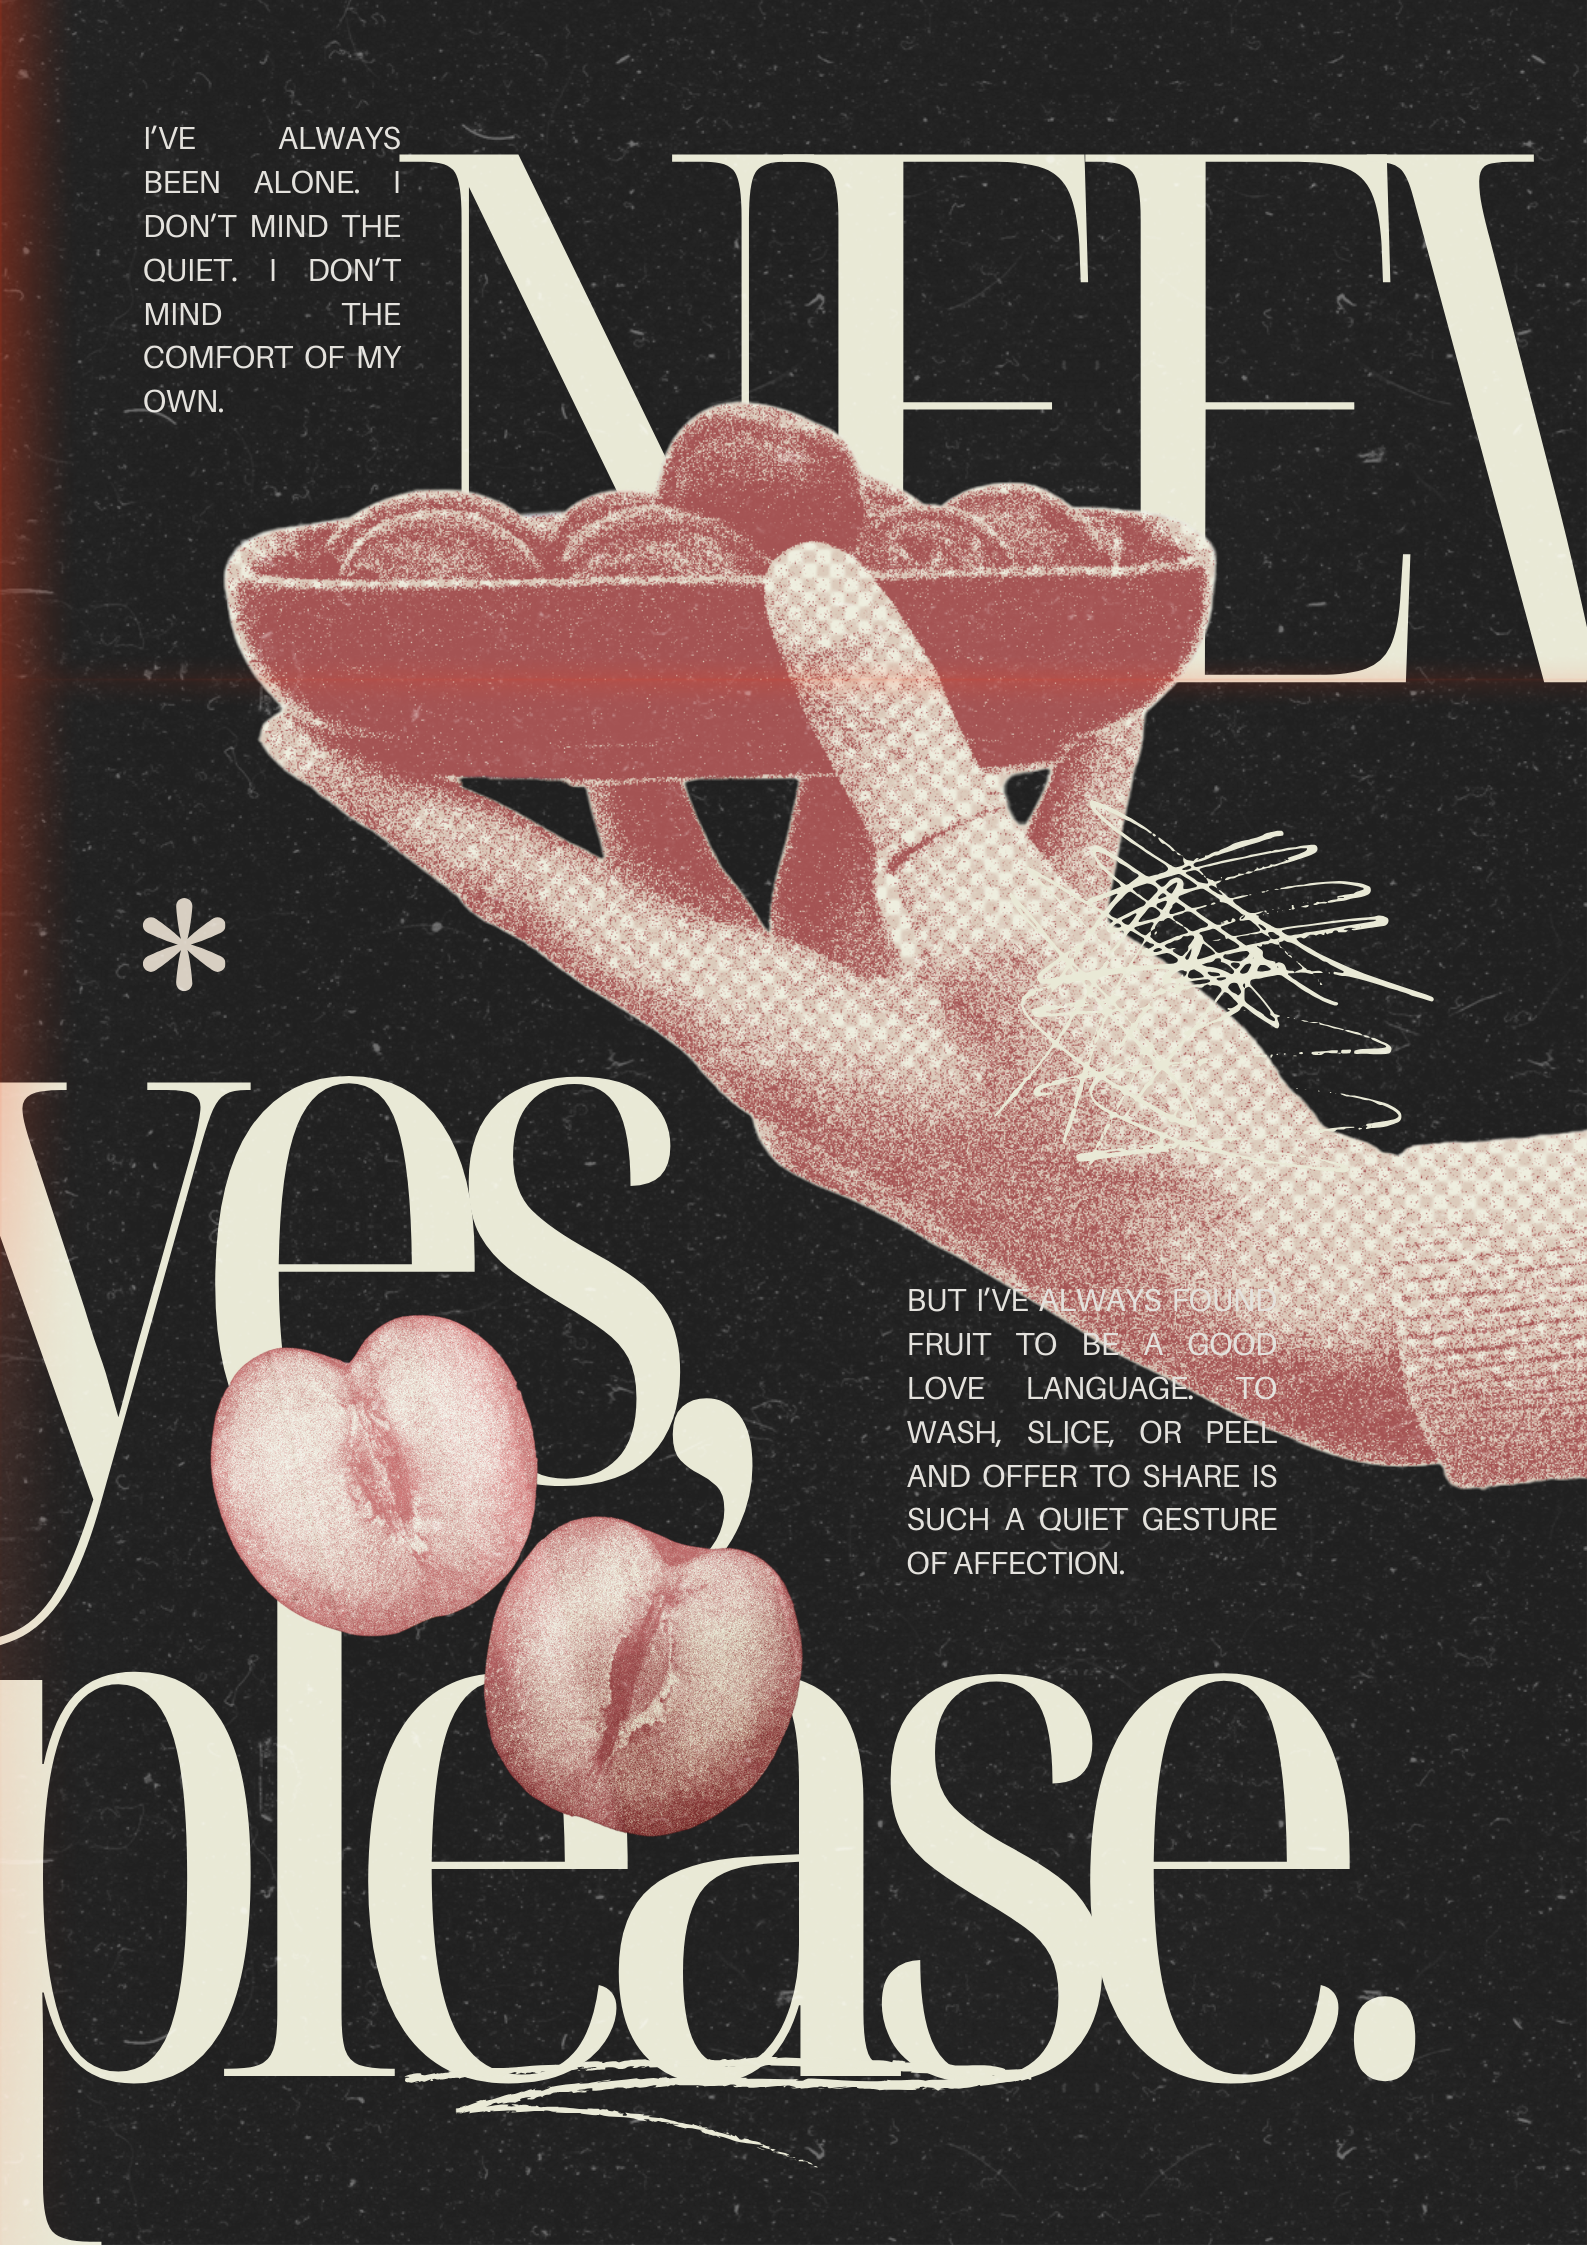 I'VE ALWAYS
BEEN ALONE. I
DON'T MIND THE
QUIET. I DON'T
MIND THE
COMFORT OF MY
OWN.
NEEV
*
yes,
BUT I'VE ALWAYS FOUND
FRUIT TO BE A GOOD
LOVE LANGUAGE. TO
WASH, SLICE, OR PEEL
AND OFFER TO SHARE IS
SUCH A QUIET GESTURE
OF AFFECTION.
please.